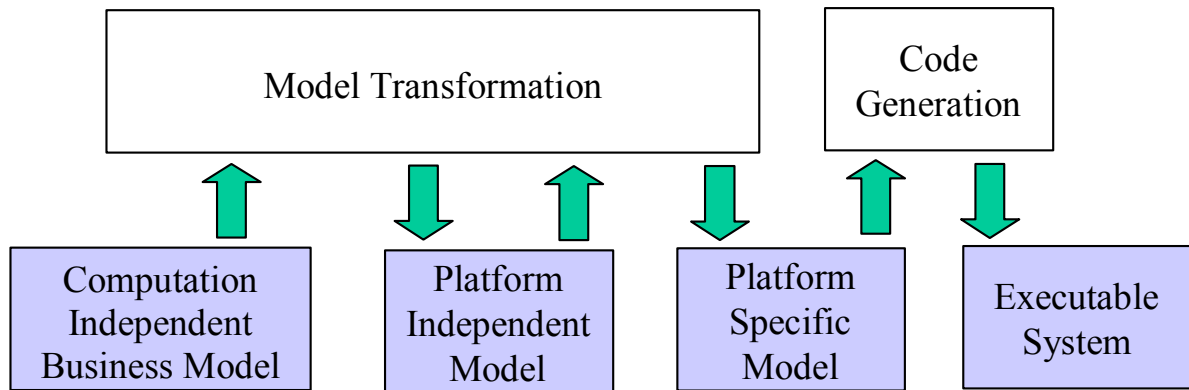 Model Transformation
Code
Generation
Computation
Independent
Business Model
Platform
Independent
Model
Platform
Specific
Model
Executable
System